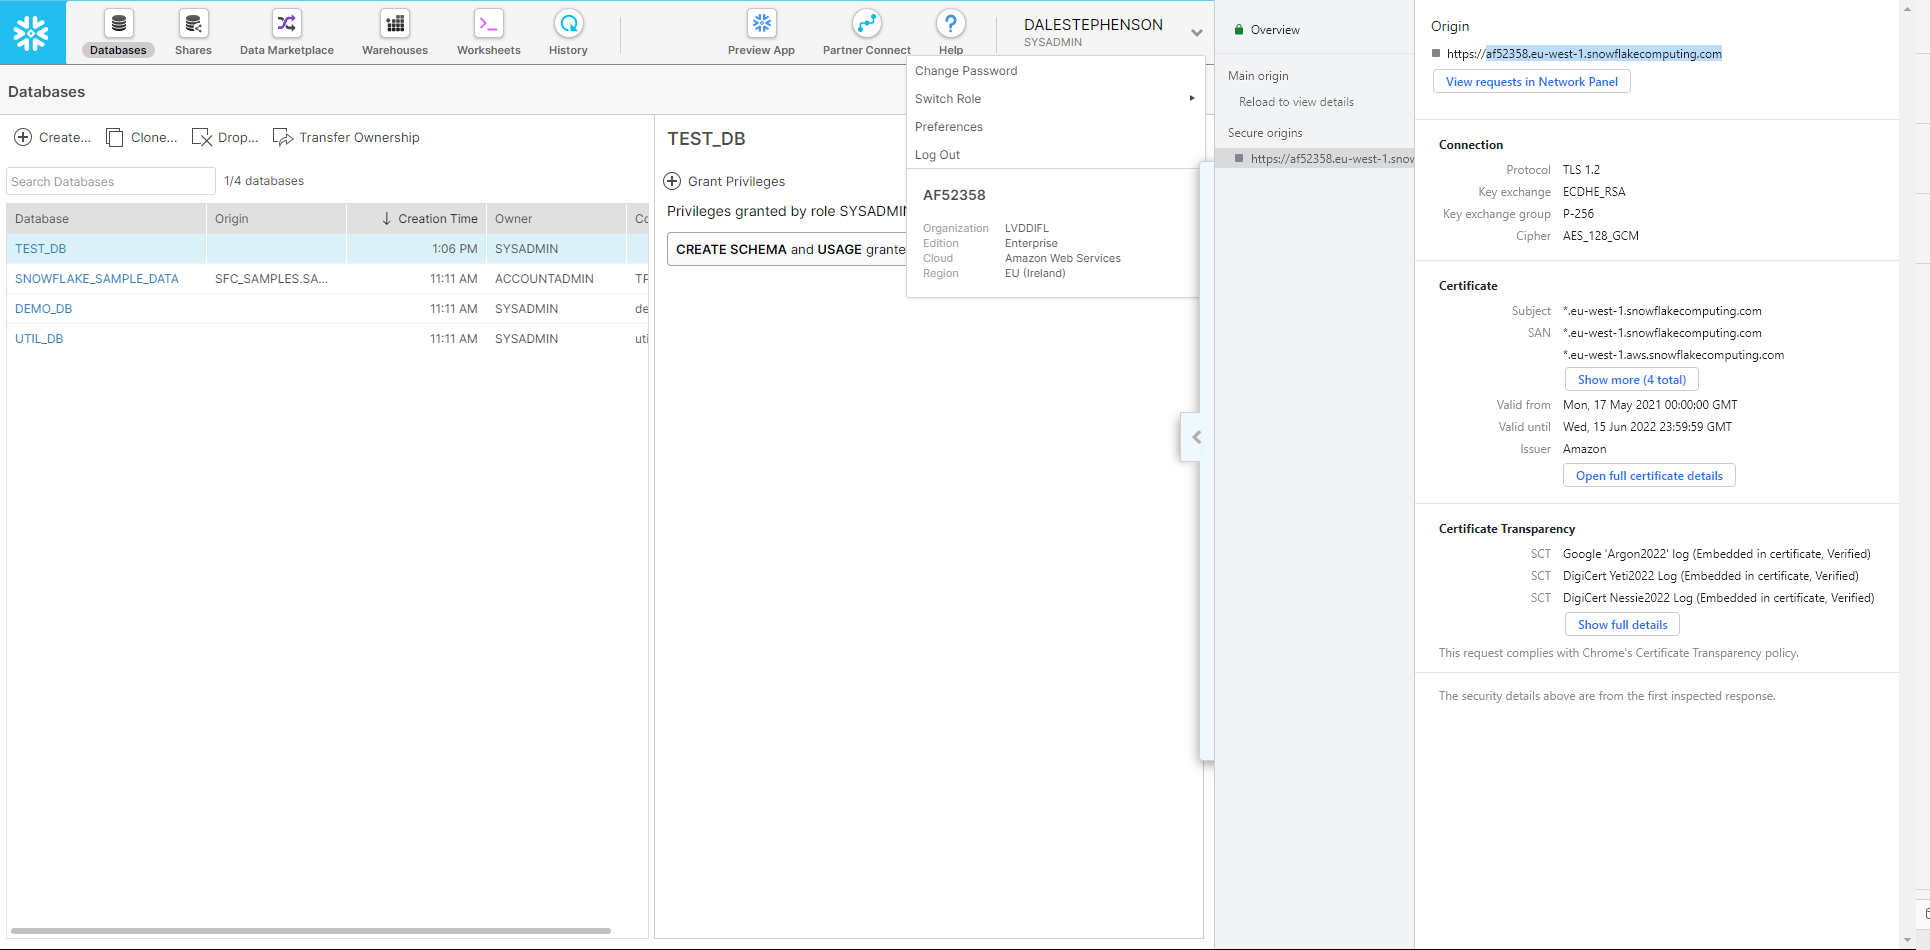 Databases
Shares
Data Marketplace
Warehouses
Worksheets
History
Preview App
Partner Connect
Help
DALESTEPHENSON
SYSADMIN
Databases
Create...
Clone...
Drop...
Transfer Ownership
Search Databases
1/4 databases
Database Origin Creation Time Owner Co
TEST_DB 1:06 PM SYSADMIN
SNOWFLAKE_SAMPLE_DATA SFC_SAMPLES.SA... 11:11 AM ACCOUNTADMIN TP
DEMO_DB 11:11 AM SYSADMIN de
UTIL_DB 11:11 AM SYSADMIN uti
TEST_DB
Grant Privileges
Privileges granted by role SYSADMIN
CREATE SCHEMA and USAGE grante
Change Password
Switch Role
Preferences
Log Out
AF52358
Organization LVDDIFL
Edition Enterprise
Cloud Amazon Web Services
Region EU (Ireland)
Overview
Main origin
Reload to view details
Secure origins
https://af52358.eu-west-1.snow
Origin
https://af52358.eu-west-1.snowflakecomputing.com
View requests in Network Panel
Connection
Protocol TLS 1.2
Key exchange ECDHE_RSA
Key exchange group P-256
Cipher AES_128_GCM
Certificate
Subject *.eu-west-1.snowflakecomputing.com
SAN *.eu-west-1.snowflakecomputing.com
*.eu-west-1.aws.snowflakecomputing.com
Show more (4 total)
Valid from Mon, 17 May 2021 00:00:00 GMT
Valid until Wed, 15 Jun 2022 23:59:59 GMT
Issuer Amazon
Open full certificate details
Certificate Transparency
SCT Google 'Argon2022' log (Embedded in certificate, Verified)
SCT DigiCert Yeti2022 Log (Embedded in certificate, Verified)
SCT DigiCert Nessie2022 Log (Embedded in certificate, Verified)
Show full details
This request complies with Chrome's Certificate Transparency policy.
The security details above are from the first inspected response.